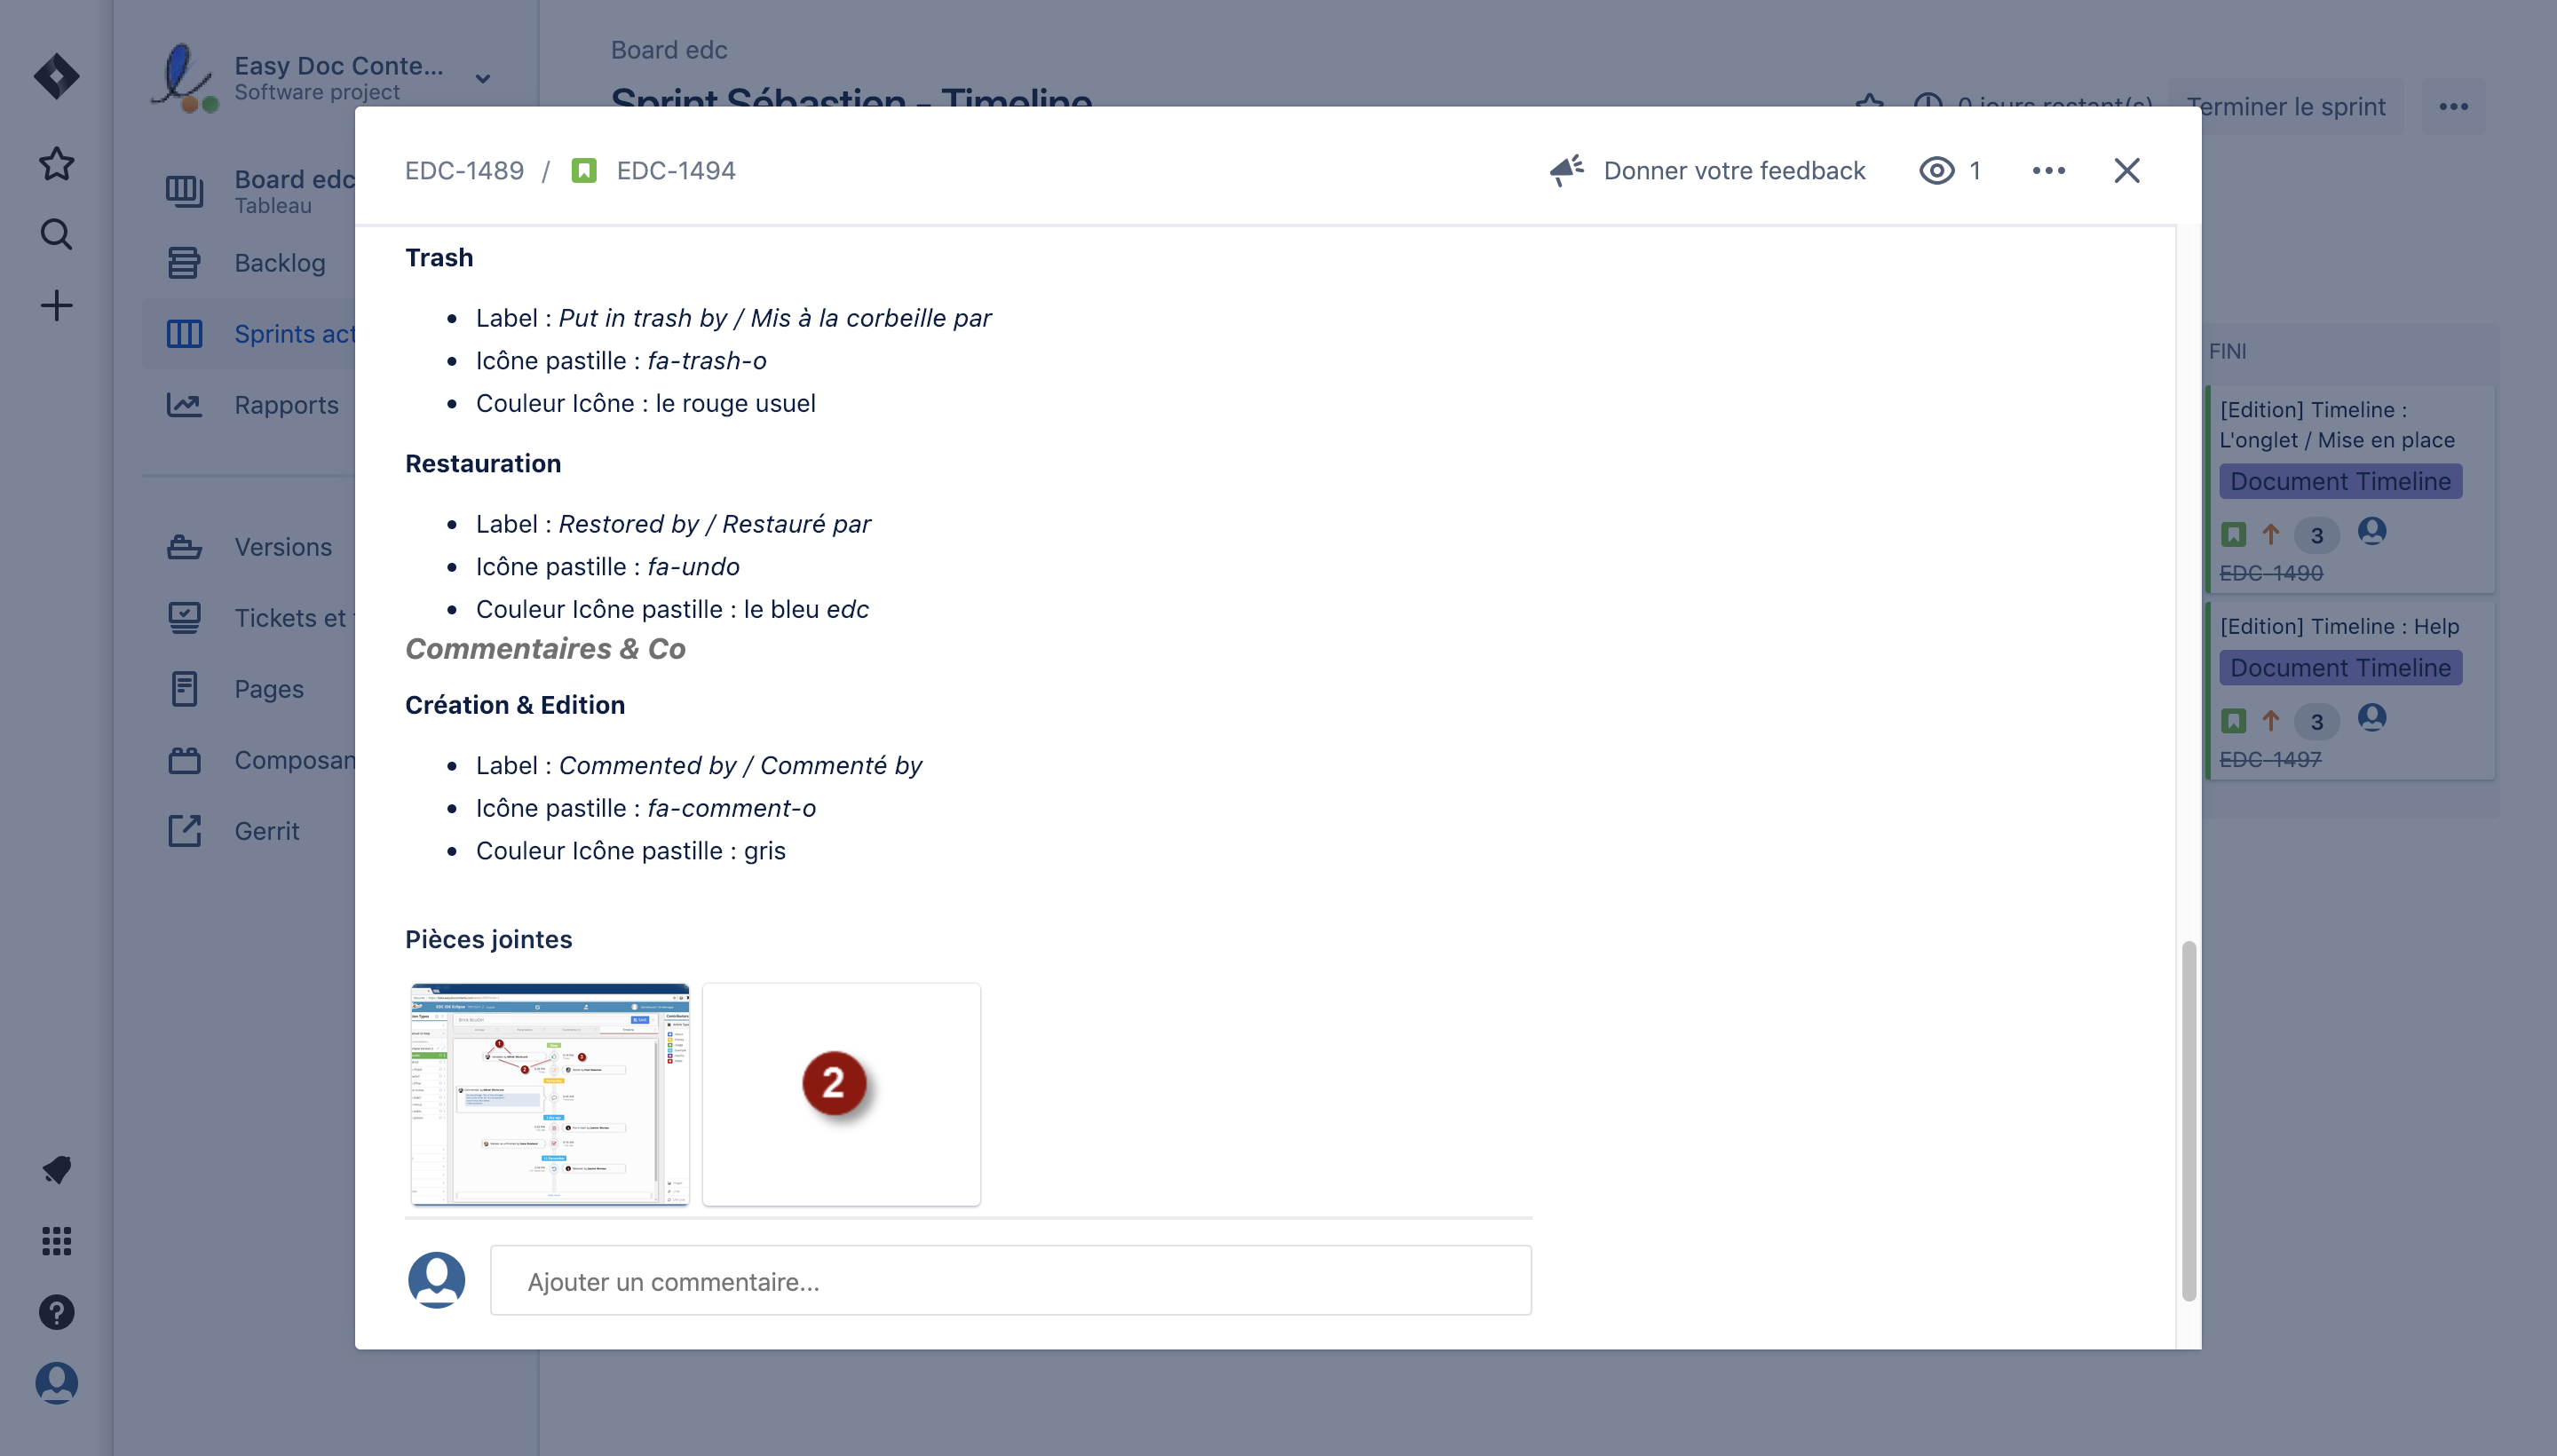 Easy Doc Conte...
Software project
Board edc
Tableau
Backlog
Sprints act
Rapports
Versions
Tickets et
Pages
Composan
Gerrit
Board edc
Sprint Sébastien - Timeline
0 jours restant(s)
Terminer le sprint
EDC-1489 / EDC-1494
Donner votre feedback
1
Trash
Label : Put in trash by / Mis à la corbeille par
Icône pastille : fa-trash-o
Couleur Icône : le rouge usuel
Restauration
Label : Restored by / Restauré par
Icône pastille : fa-undo
Couleur Icône pastille : le bleu edc
Commentaires & Co
Création & Edition
Label : Commented by / Commenté by
Icône pastille : fa-comment-o
Couleur Icône pastille : gris
Pièces jointes
2
Ajouter un commentaire...
FINI
[Edition] Timeline :
L'onglet / Mise en place
Document Timeline
3
EDC-1490
[Edition] Timeline : Help
Document Timeline
3
EDC-1497